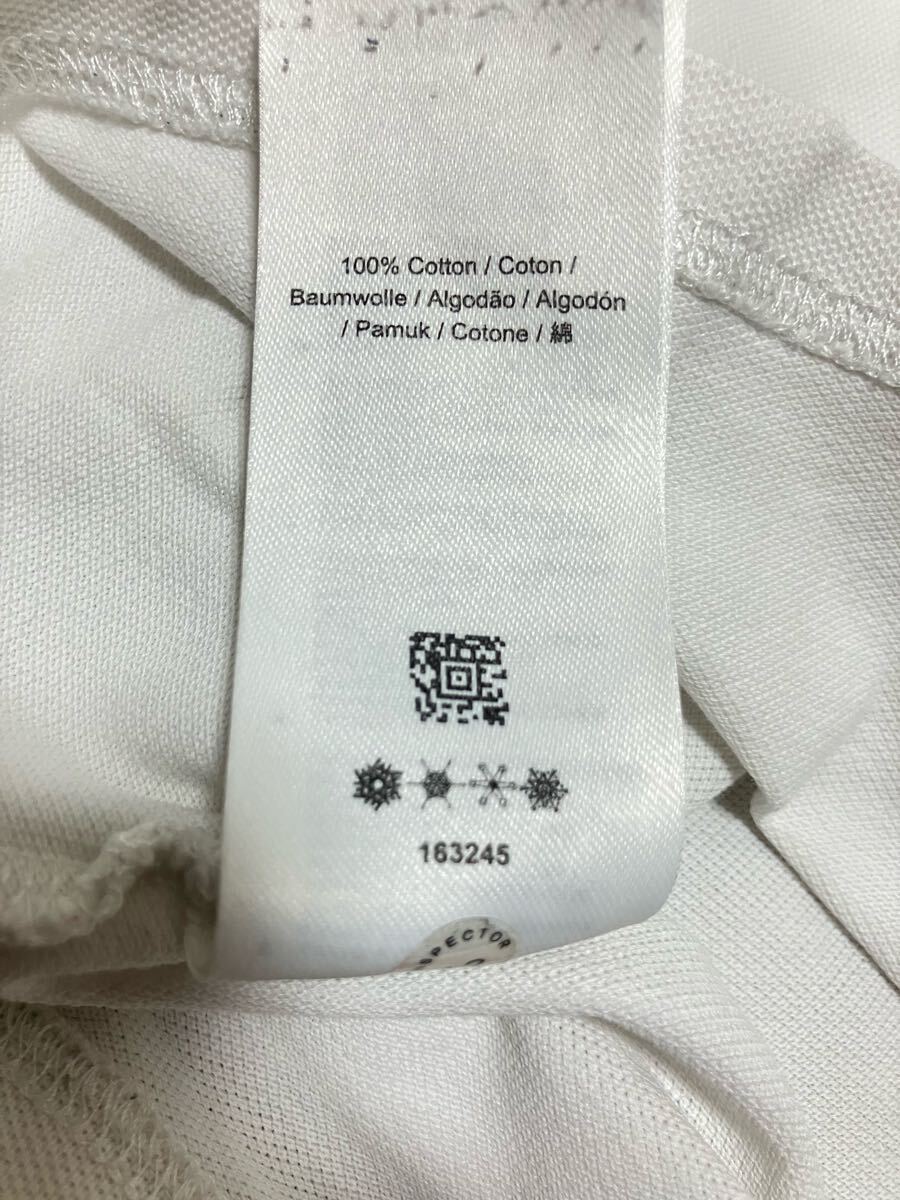 100% Cotton / Coton /
Baumwolle / Algodão / Algodón
/ Pamuk / Cotone / 綿
163245